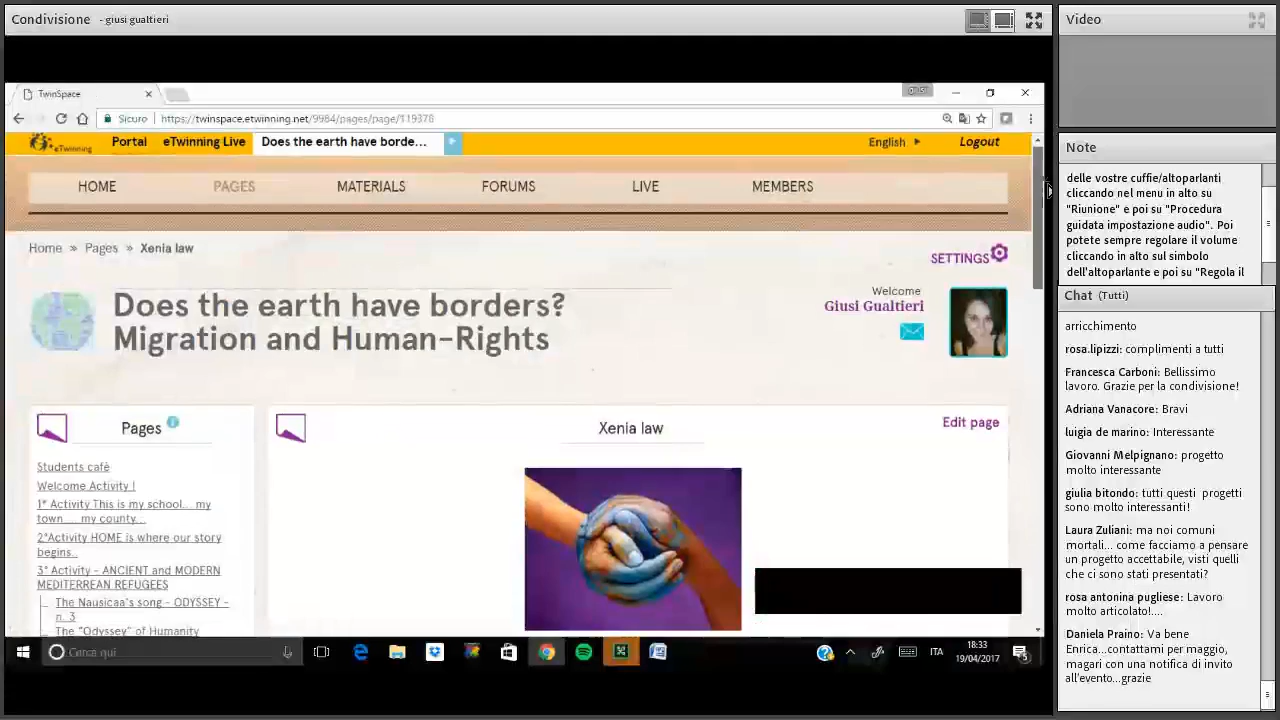 Condivisione - giusi gualtieri
TwinSpace
Sicuro https://twinspace.etwinning.net/9984/pages/page/119378
eTwinning Portal eTwinning Live Does the earth have borde... English Logout
HOME PAGES MATERIALS FORUMS LIVE MEMBERS
Home » Pages » Xenia law
SETTINGS
Welcome
Giusi Gualtieri
Does the earth have borders?
Migration and Human-Rights
Pages
Students cafè
Welcome Activity !
1° Activity This is my school... my
town .... my county...
2°Activity HOME is where our story
begins..
3° Activity - ANCIENT and MODERN
MEDITERREAN REFUGEES
The Nausicaa's song - ODYSSEY -
n. 3
The "Odyssey" of Humanity
Xenia law
Edit page
Cerca qui
ITA
18:33
19/04/2017
5
Video
Note
delle vostre cuffie/altoparlanti
cliccando nel menu in alto su
"Riunione" e poi su "Procedura
guidata impostazione audio". Poi
potete sempre regolare il volume
cliccando in alto sul simbolo
dell'altoparlante e poi su "Regola il
Chat (Tutti)
arricchimento
rosa.lipizzi: complimenti a tutti
Francesca Carboni: Bellissimo
lavoro. Grazie per la condivisione!
Adriana Vanacore: Bravi
luigia de marino: Interessante
Giovanni Melpignano: progetto
molto interessante
giulia bitondo: tutti questi progetti
sono molto interessanti!
Laura Zuliani: ma noi comuni
mortali... come facciamo a pensare
un progetto accettabile, visti quelli
che ci sono stati presentati?
rosa antonina pugliese: Lavoro
molto articolato!....
Daniela Praino: Va bene
Enrica...contattami per maggio,
magari con una notifica di invito
all'evento...grazie